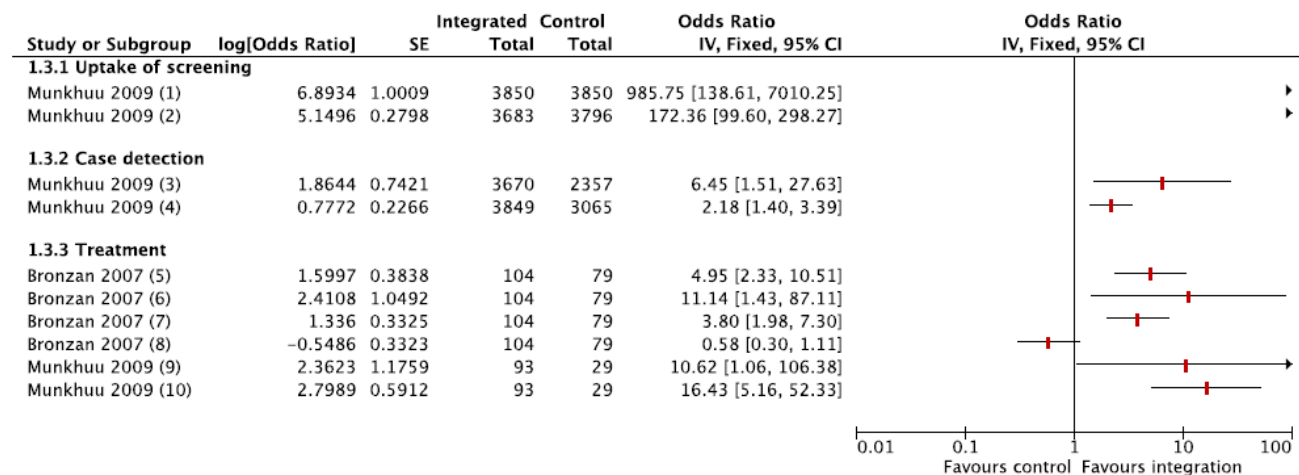 Integrated Control Odds Ratio Odds Ratio
Study or Subgroup log[Odds Ratio] SE Total Total IV, Fixed, 95% CI IV, Fixed, 95% CI
1.3.1 Uptake of screening
Munkhuu 2009 (1) 6.8934 1.0009 3850 3850 985.75 [138.61, 7010.25]
Munkhuu 2009 (2) 5.1496 0.2798 3683 3796 172.36 [99.60, 298.27]
1.3.2 Case detection
Munkhuu 2009 (3) 1.8644 0.7421 3670 2357 6.45 [1.51, 27.63]
Munkhuu 2009 (4) 0.7772 0.2266 3849 3065 2.18 [1.40, 3.39]
1.3.3 Treatment
Bronzan 2007 (5) 1.5997 0.3838 104 79 4.95 [2.33, 10.51]
Bronzan 2007 (6) 2.4108 1.0492 104 79 11.14 [1.43, 87.11]
Bronzan 2007 (7) 1.336 0.3325 104 79 3.80 [1.98, 7.30]
Bronzan 2007 (8) −0.5486 0.3323 104 79 0.58 [0.30, 1.11]
Munkhuu 2009 (9) 2.3623 1.1759 93 29 10.62 [1.06, 106.38]
Munkhuu 2009 (10) 2.7989 0.5912 93 29 16.43 [5.16, 52.33]
0.01 0.1 1 10 100
Favours control Favours integration